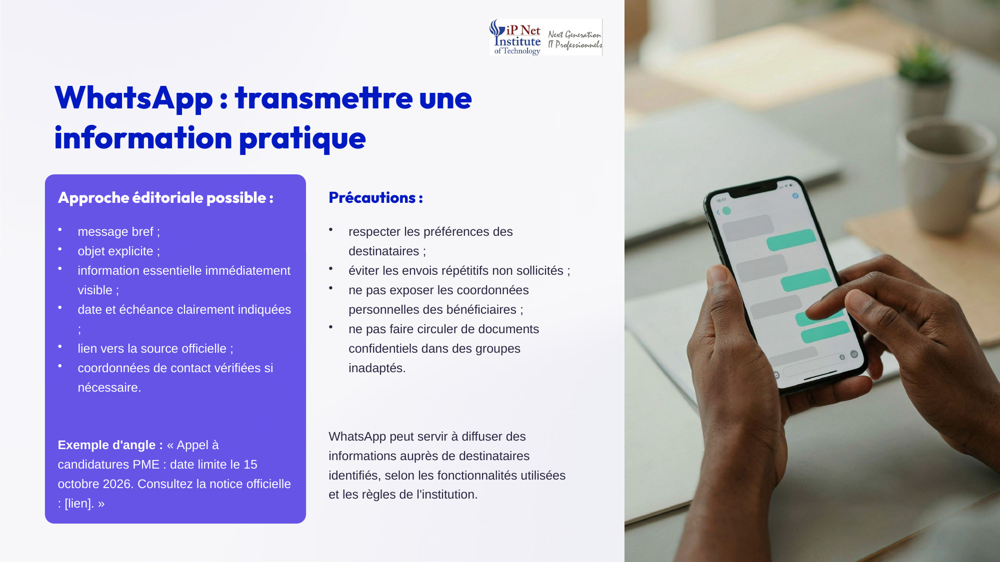 iP Net
Institute
of Technology
Next Generation
IT Professionnels
WhatsApp : transmettre une
information pratique
Approche éditoriale possible :
• message bref ;
• objet explicite ;
• information essentielle immédiatement
visible ;
• date et échéance clairement indiquées
;
• lien vers la source officielle ;
• coordonnées de contact vérifiées si
nécessaire.
Exemple d'angle : « Appel à
candidatures PME : date limite le 15
octobre 2026. Consultez la notice officielle
: [lien]. »
Précautions :
• respecter les préférences des
destinataires ;
• éviter les envois répétitifs non sollicités ;
• ne pas exposer les coordonnées
personnelles des bénéficiaires ;
• ne pas faire circuler de documents
confidentiels dans des groupes
inadaptés.
WhatsApp peut servir à diffuser des
informations auprès de destinataires
identifiés, selon les fonctionnalités utilisées
et les règles de l'institution.